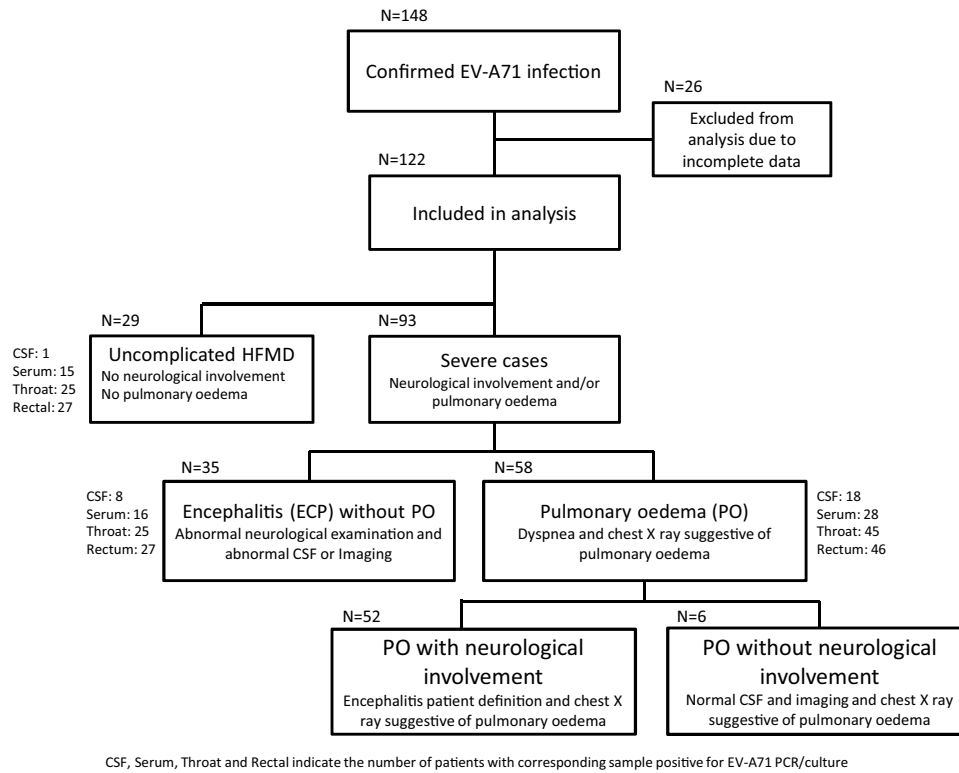 N=148
Confirmed EV-A71 infection
N=26
Excluded from
analysis due to
incomplete data
N=122
Included in analysis
N=29
Uncomplicated HFMD
No neurological involvement
No pulmonary oedema
CSF: 1
Serum: 15
Throat: 25
Rectal: 27
N=93
Severe cases
Neurological involvement and/or
pulmonary oedema
N=35
Encephalitis (ECP) without PO
Abnormal neurological examination and
abnormal CSF or Imaging
CSF: 8
Serum: 16
Throat: 25
Rectum: 27
N=58
Pulmonary oedema (PO)
Dyspnea and chest X ray suggestive of
pulmonary oedema
CSF: 18
Serum: 28
Throat: 45
Rectum: 46
N=52
PO with neurological
involvement
Encephalitis patient definition and chest X
ray suggestive of pulmonary oedema
N=6
PO without neurological
involvement
Normal CSF and imaging and chest X ray
suggestive of pulmonary oedema
CSF, Serum, Throat and Rectal indicate the number of patients with corresponding sample positive for EV-A71 PCR/culture